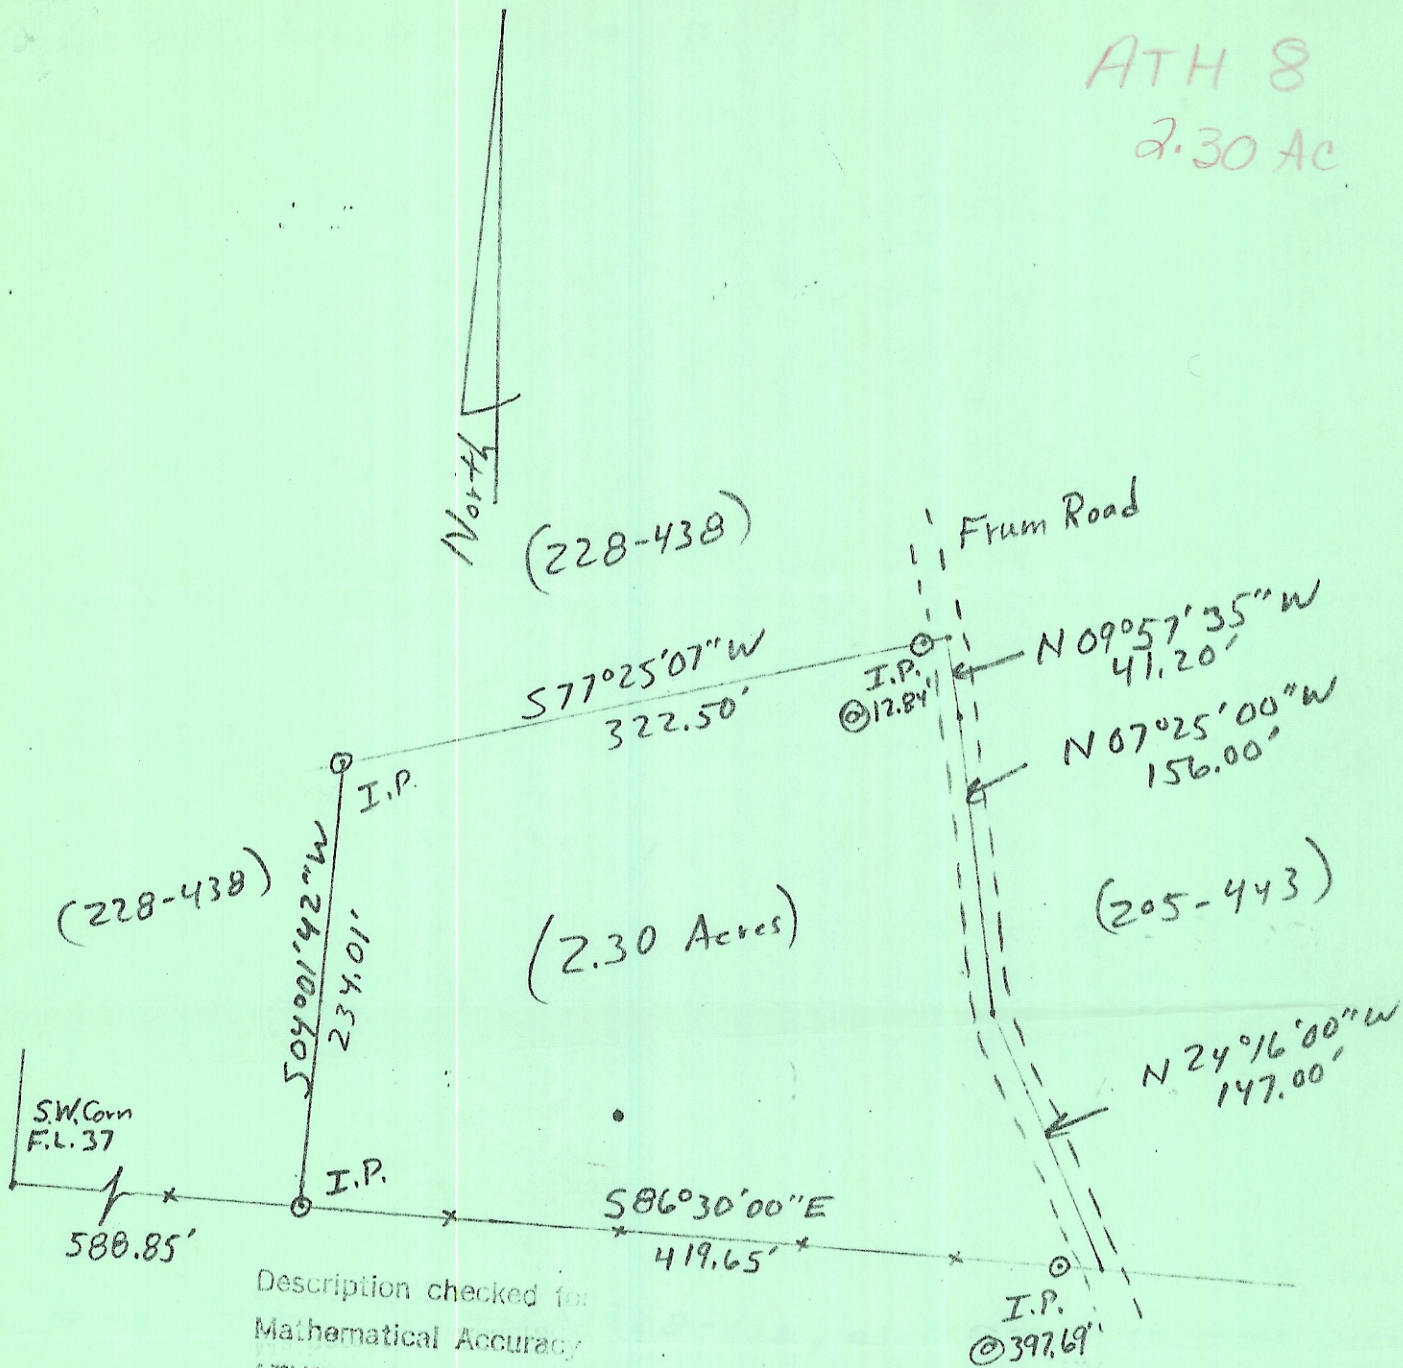 ATH 8
2.30 AC
North
(228-438)
Frum Road
N 09°57'35"W
41.20'
S77°25'07"W
322.50'
I.P.
@12.84'
N 07°25'00"W
156.00'
I.P.
(228-438)
S04°01'42"W
234.01'
(2.30 Acres)
(205-443)
N 24°16'00"W
147.00'
S.W. Corn
F.L. 37
I.P.
588.85'
S86°30'00"E
419.65'
I.P.
@397.69'
Description checked for
Mathematical Accuracy